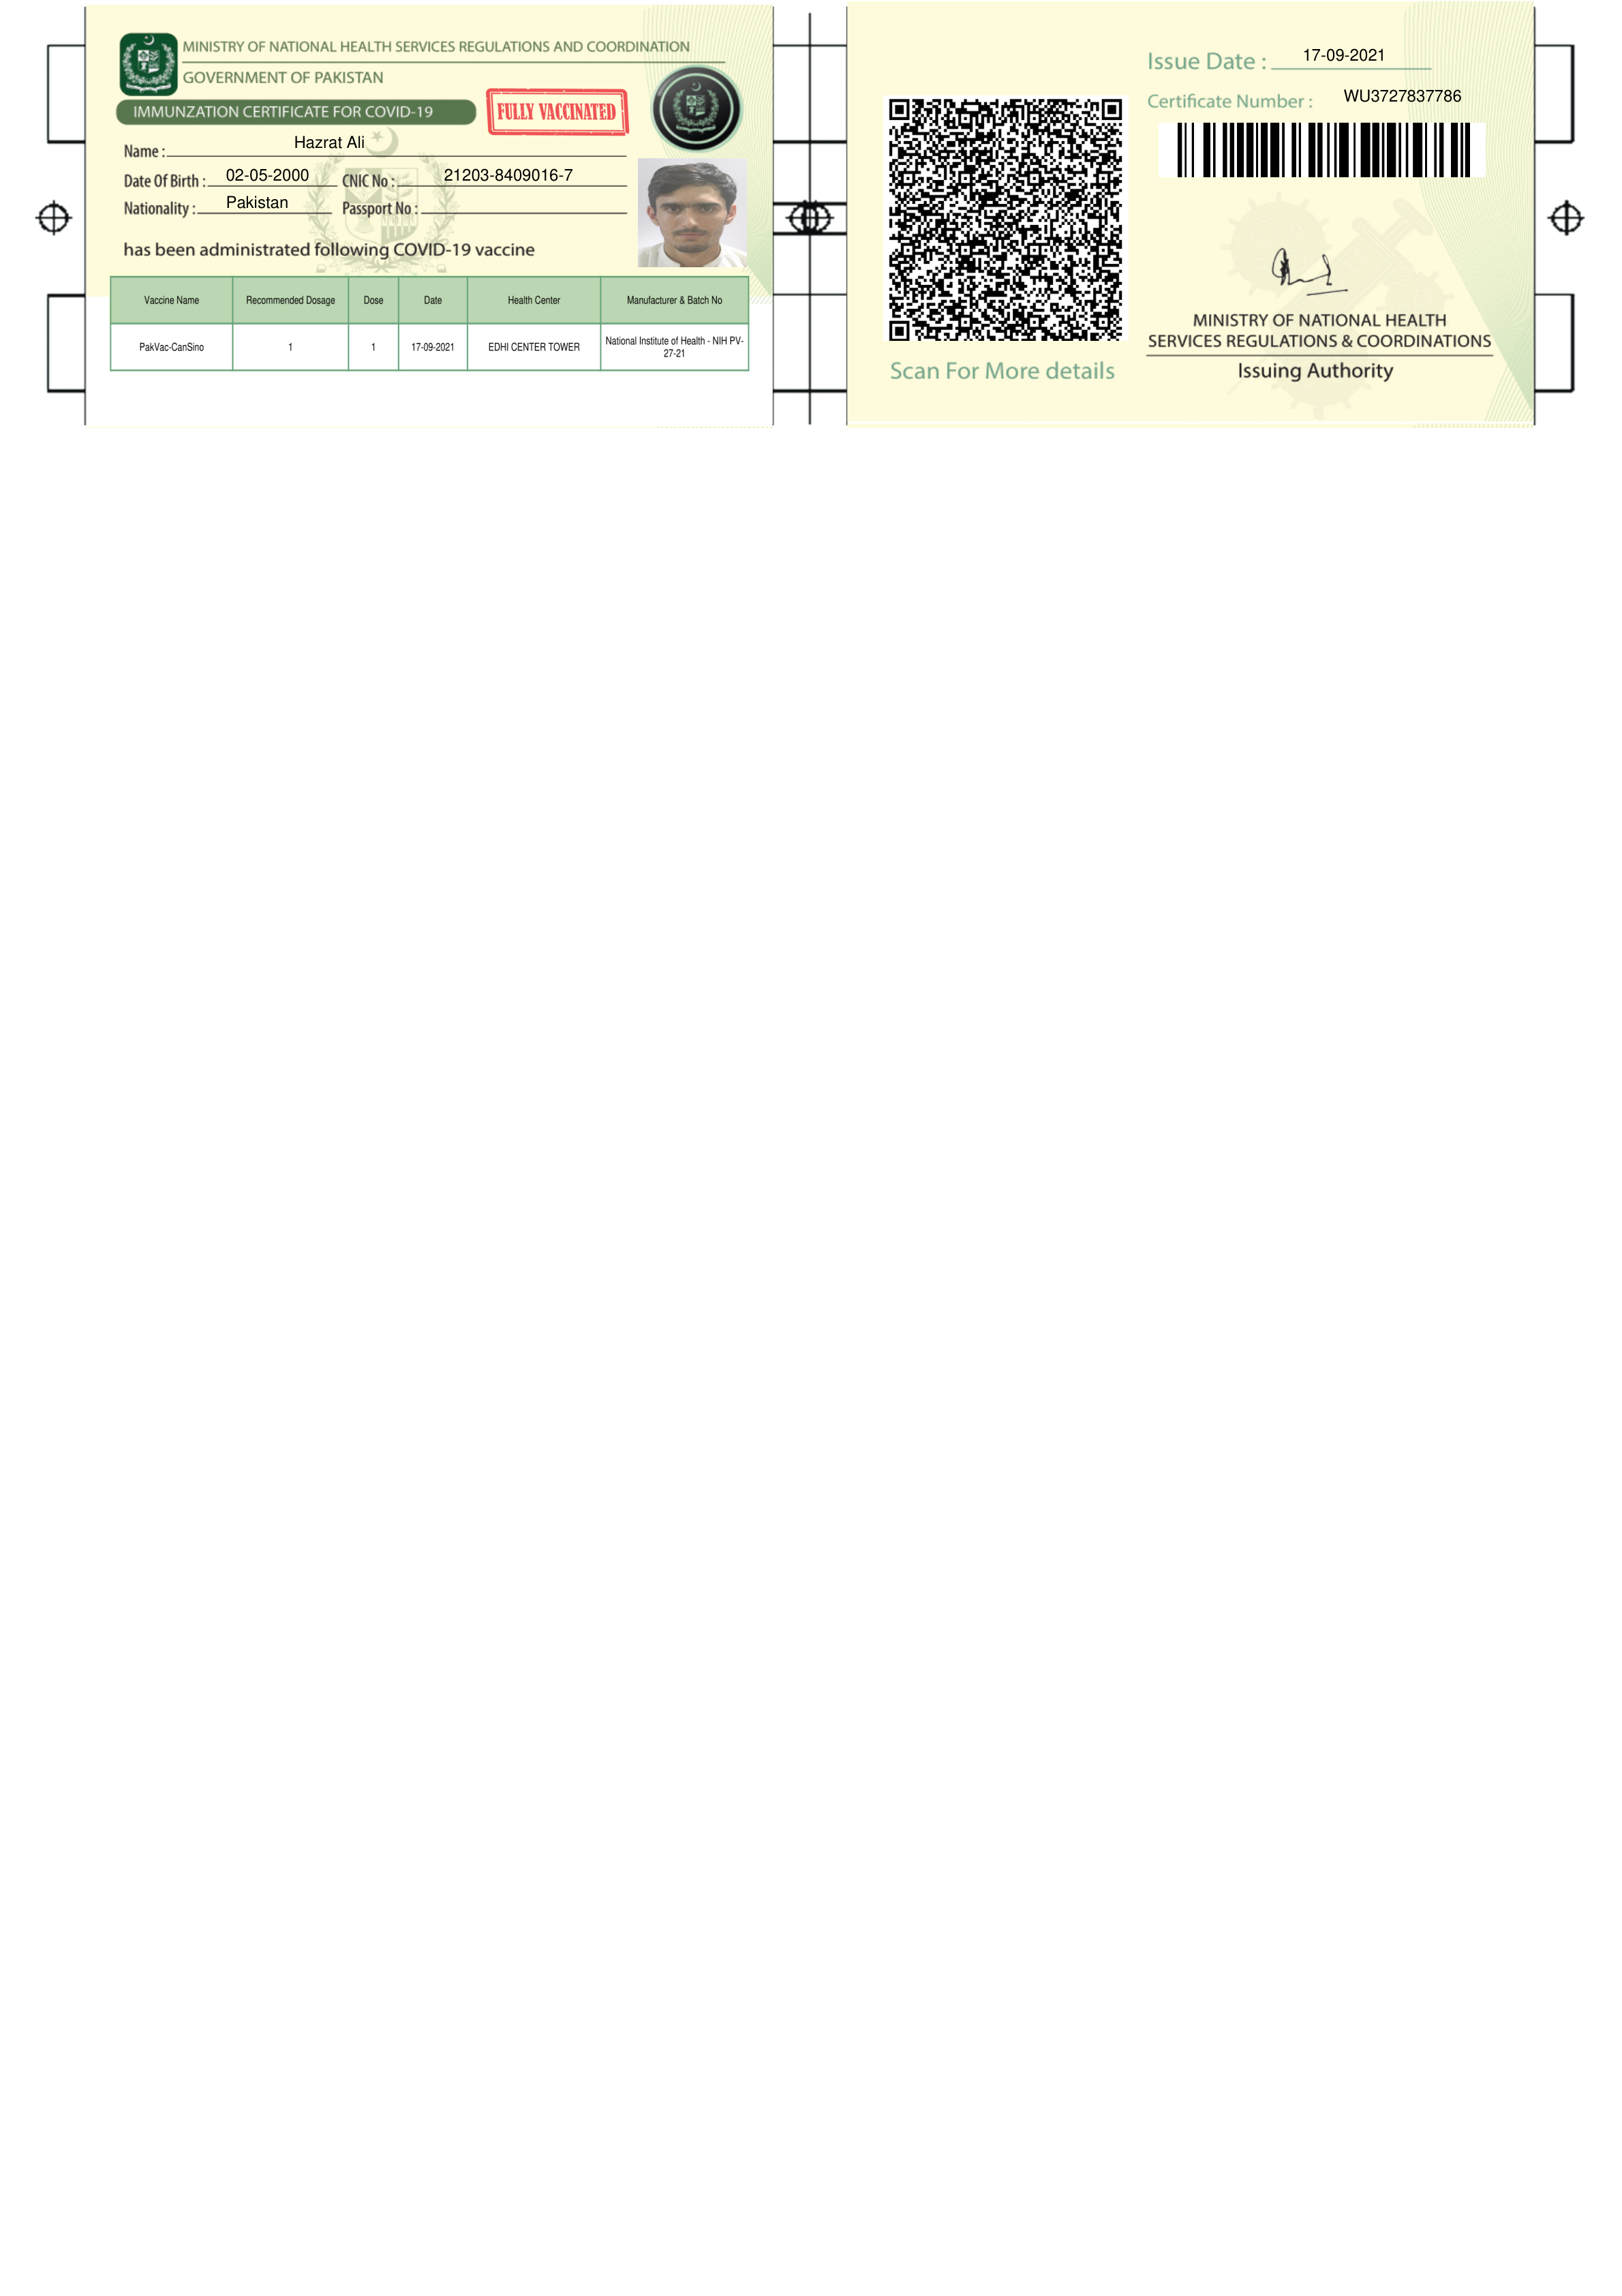 MINISTRY OF NATIONAL HEALTH SERVICES REGULATIONS AND COORDINATION
GOVERNMENT OF PAKISTAN
IMMUNZATION CERTIFICATE FOR COVID-19
FULLY VACCINATED
Name : Hazrat Ali
Date Of Birth : 02-05-2000 CNIC No : 21203-8409016-7
Nationality : Pakistan Passport No :
has been administrated following COVID-19 vaccine
Vaccine Name Recommended Dosage Dose Date Health Center Manufacturer & Batch No
PakVac-CanSino 1 1 17-09-2021 EDHI CENTER TOWER National Institute of Health - NIH PV-
27-21
Issue Date : 17-09-2021
Certificate Number : WU3727837786
Scan For More details
MINISTRY OF NATIONAL HEALTH
SERVICES REGULATIONS & COORDINATIONS
Issuing Authority